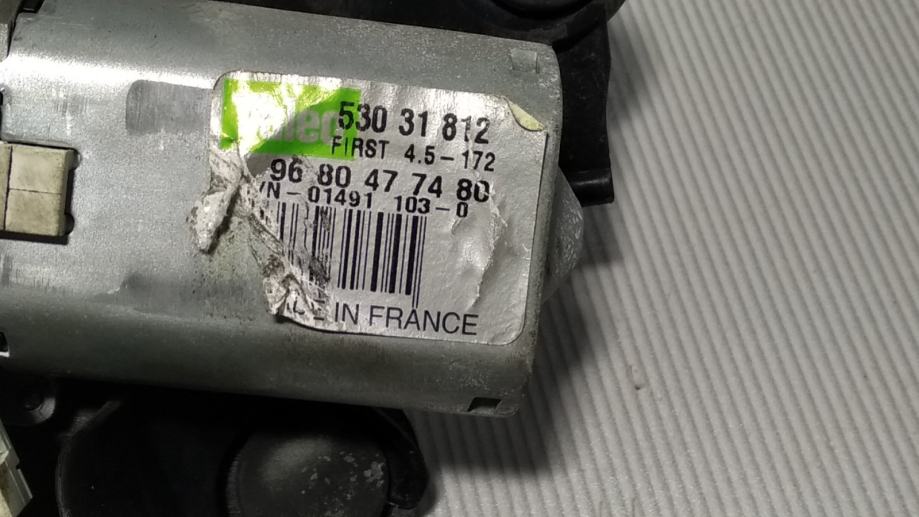 530 31 812
FIRST 4.5-172
96 80 47 74 80
/N-01491 103-0
IN FRANCE